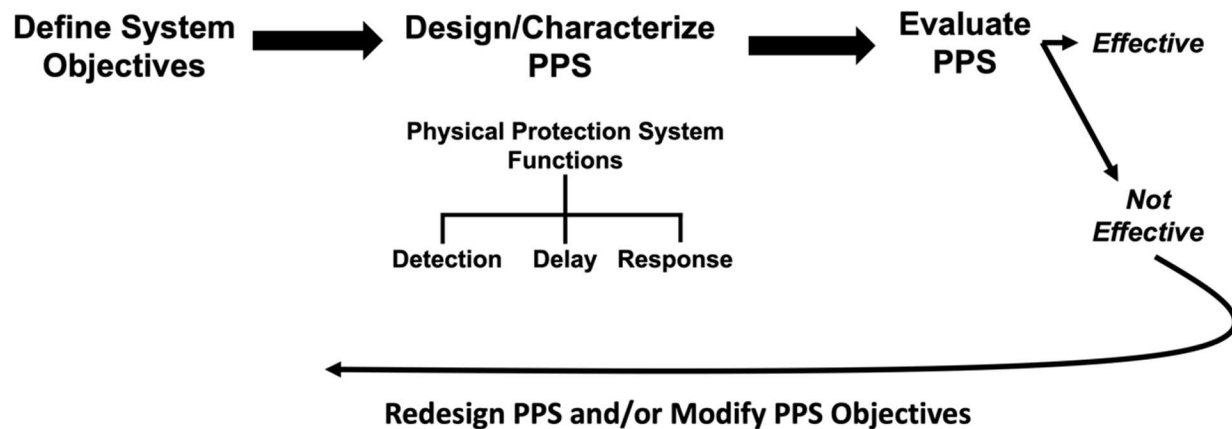 Define System
Objectives
Design/Characterize
PPS
Evaluate
PPS
Effective
Physical Protection System
Functions
Detection
Delay
Response
Not
Effective
Redesign PPS and/or Modify PPS Objectives